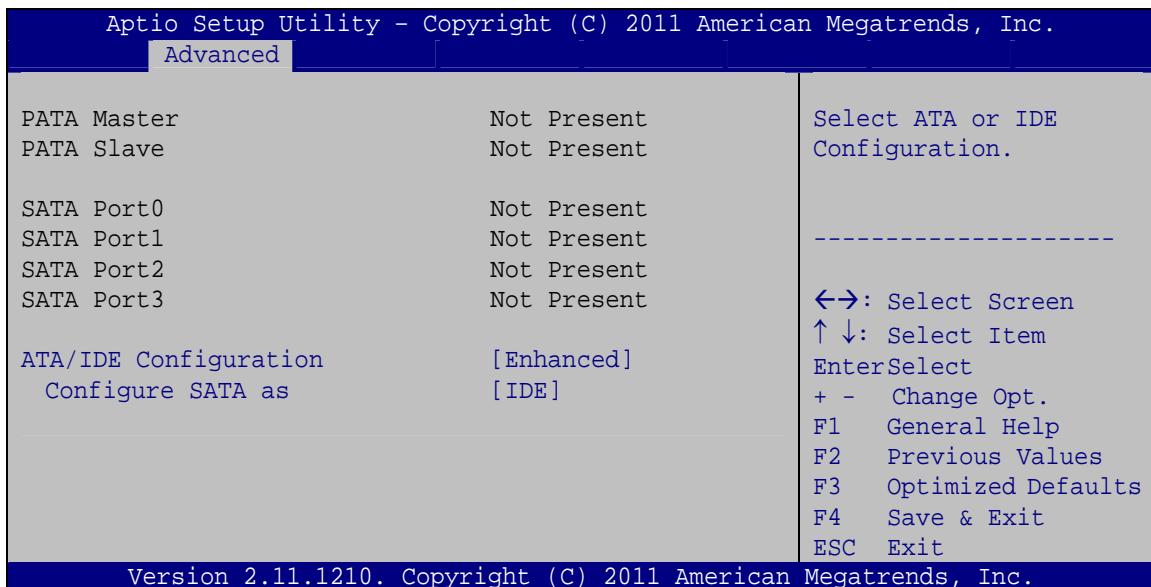 Aptio Setup Utility – Copyright (C) 2011 American Megatrends, Inc.
Advanced
PATA Master Not Present
PATA Slave Not Present
SATA Port0 Not Present
SATA Port1 Not Present
SATA Port2 Not Present
SATA Port3 Not Present
ATA/IDE Configuration [Enhanced]
Configure SATA as [IDE]
Select ATA or IDE
Configuration.
---------------------
←→: Select Screen
↑ ↓: Select Item
EnterSelect
+ - Change Opt.
F1 General Help
F2 Previous Values
F3 Optimized Defaults
F4 Save & Exit
ESC Exit
Version 2.11.1210. Copyright (C) 2011 American Megatrends, Inc.